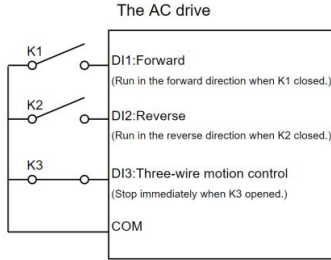 The AC drive
K1
DI1:Forward
(Run in the forward direction when K1 closed.)
K2
DI2:Reverse
(Run in the reverse direction when K2 closed.)
K3
DI3:Three-wire motion control
(Stop immediately when K3 opened.)
COM